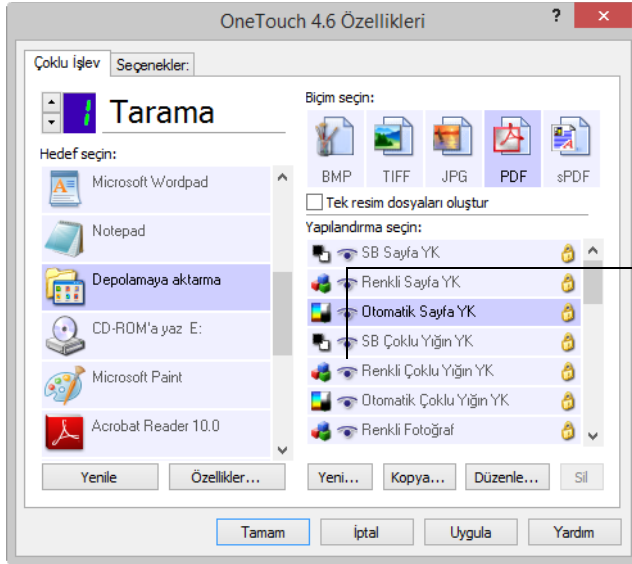 OneTouch 4.6 Özellikleri
?
×
Çoklu İşlev
Seçenekler:
1
Tarama
Hedef seçin:
Microsoft Wordpad
Notepad
Depolamaya aktarma
CD-ROM'a yaz E:
Microsoft Paint
Acrobat Reader 10.0
Yenile
Özellikler...
Biçim seçin:
BMP
TIFF
JPG
PDF
sPDF
Tek resim dosyaları oluştur
Yapılandırma seçin:
SB Sayfa YK
Renkli Sayfa YK
Otomatik Sayfa YK
SB Çoklu Yığın YK
Renkli Çoklu Yığın YK
Otomatik Çoklu Yığın YK
Renkli Fotoğraf
Yeni...
Kopya...
Düzenle...
Sil
Tamam
İptal
Uygula
Yardım